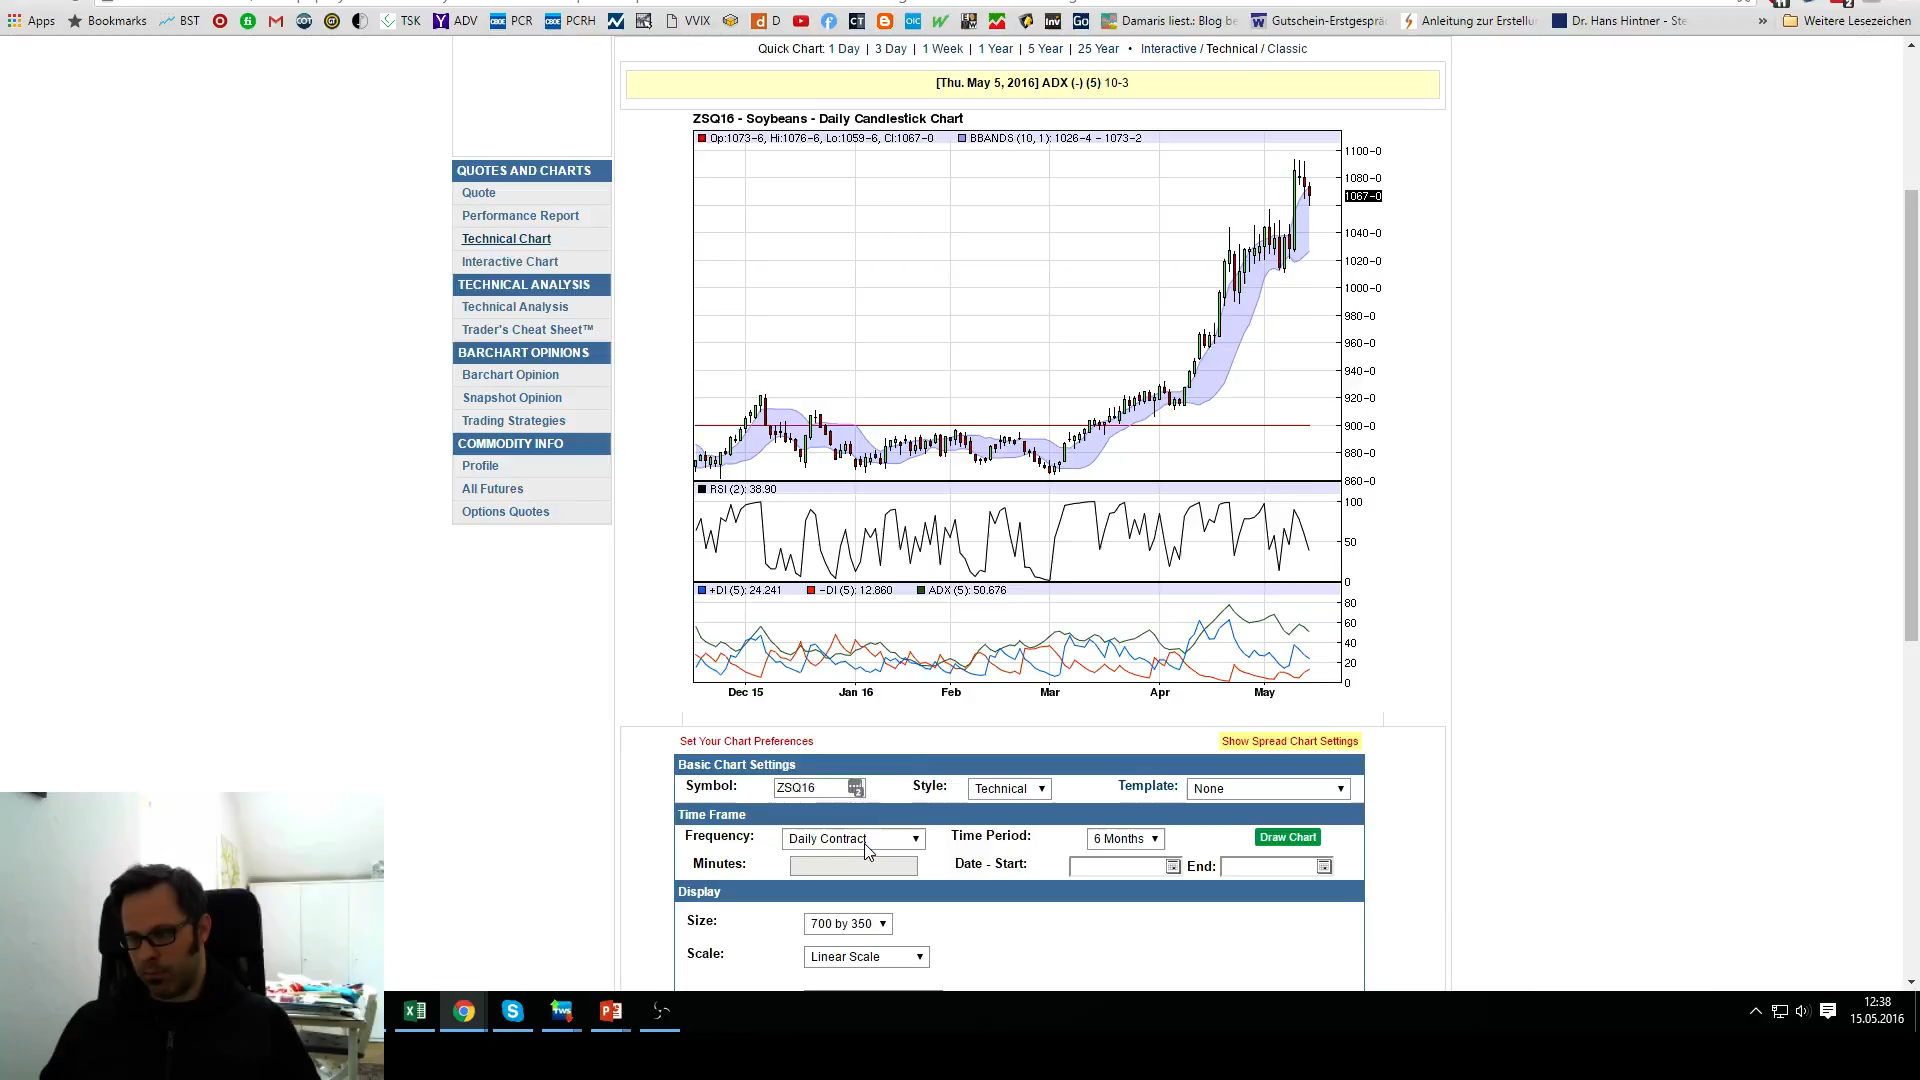 Apps Bookmarks BST TSK ADV PCR PCRH VVIX D Damaris liest.: Blog be Gutschein-Erstgesprä Anleitung zur Erstellu Dr. Hans Hintner - Ste » Weitere Lesezeichen
Quick Chart: 1 Day | 3 Day | 1 Week | 1 Year | 5 Year | 25 Year • Interactive / Technical / Classic
[Thu. May 5, 2016] ADX (-) (5) 10-3
ZSQ16 - Soybeans - Daily Candlestick Chart
Op:1073-6, Hi:1076-6, Lo:1059-6, Cl:1067-0 BBANDS (10, 1): 1026-4 - 1073-2
1100-0
1080-0
1067-0
1040-0
1020-0
1000-0
980-0
960-0
940-0
920-0
900-0
880-0
860-0
QUOTES AND CHARTS
Quote
Performance Report
Technical Chart
Interactive Chart
TECHNICAL ANALYSIS
Technical Analysis
Trader's Cheat Sheet™
BARCHART OPINIONS
Barchart Opinion
Snapshot Opinion
Trading Strategies
COMMODITY INFO
Profile
All Futures
Options Quotes
RSI (2): 38.90
100
50
0
+DI (5): 24.241 -DI (5): 12.860 ADX (5): 50.676
80
60
40
20
0
Dec 15 Jan 16 Feb Mar Apr May
Set Your Chart Preferences Show Spread Chart Settings
Basic Chart Settings
Symbol: ZSQ16 Style: Technical Template: None
Time Frame
Frequency: Daily Contract Time Period: 6 Months Draw Chart
Minutes: Date - Start: End:
Display
Size: 700 by 350
Scale: Linear Scale
12:38
15.05.2016